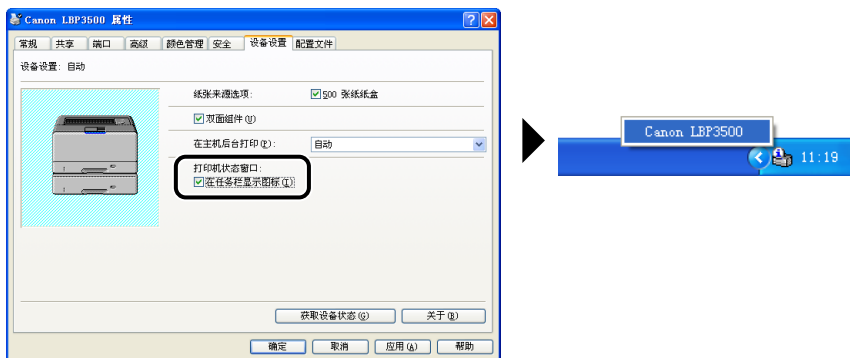 Canon LBP3500 属性
常规 共享 端口 高级 颜色管理 安全 设备设置 配置文件
设备设置: 自动
纸张来源选项: 500 张纸纸盒
双面组件(U)
在主机后台打印(P): 自动
打印机状态窗口:
在任务栏显示图标(I)
获取设备状态(G) 关于(B)
确定 取消 应用(A) 帮助
Canon LBP3500
11:19